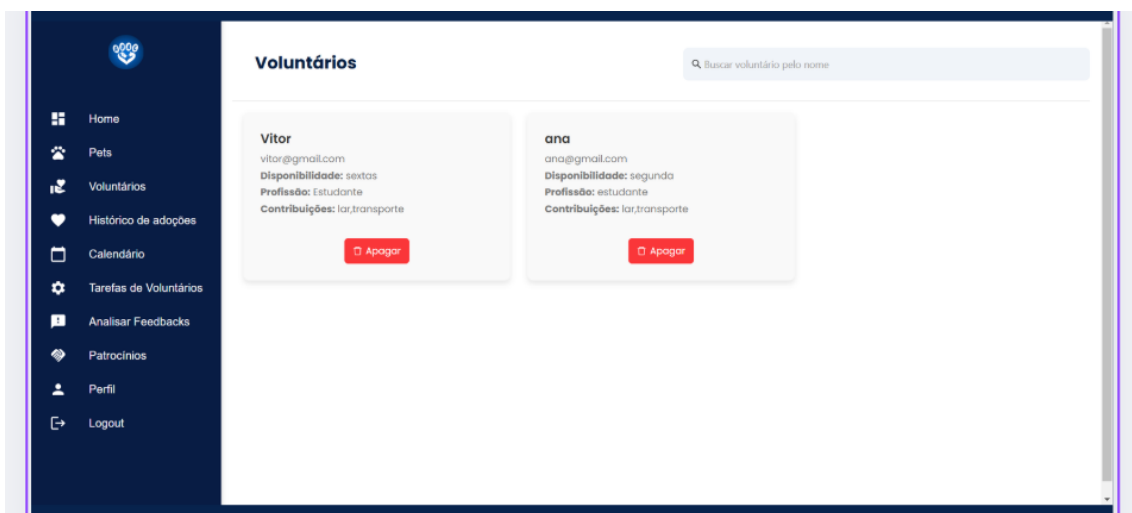 Voluntários
Buscar voluntário pelo nome
Home
Pets
Voluntários
Histórico de adoções
Calendário
Tarefas de Voluntários
Analisar Feedbacks
Patrocínios
Perfil
Logout
Vitor
vitor@gmail.com
Disponibilidade: sextas
Profissão: Estudante
Contribuições: lar,transporte
Apagar
ana
ana@gmail.com
Disponibilidade: segunda
Profissão: estudante
Contribuições: lar,transporte
Apagar